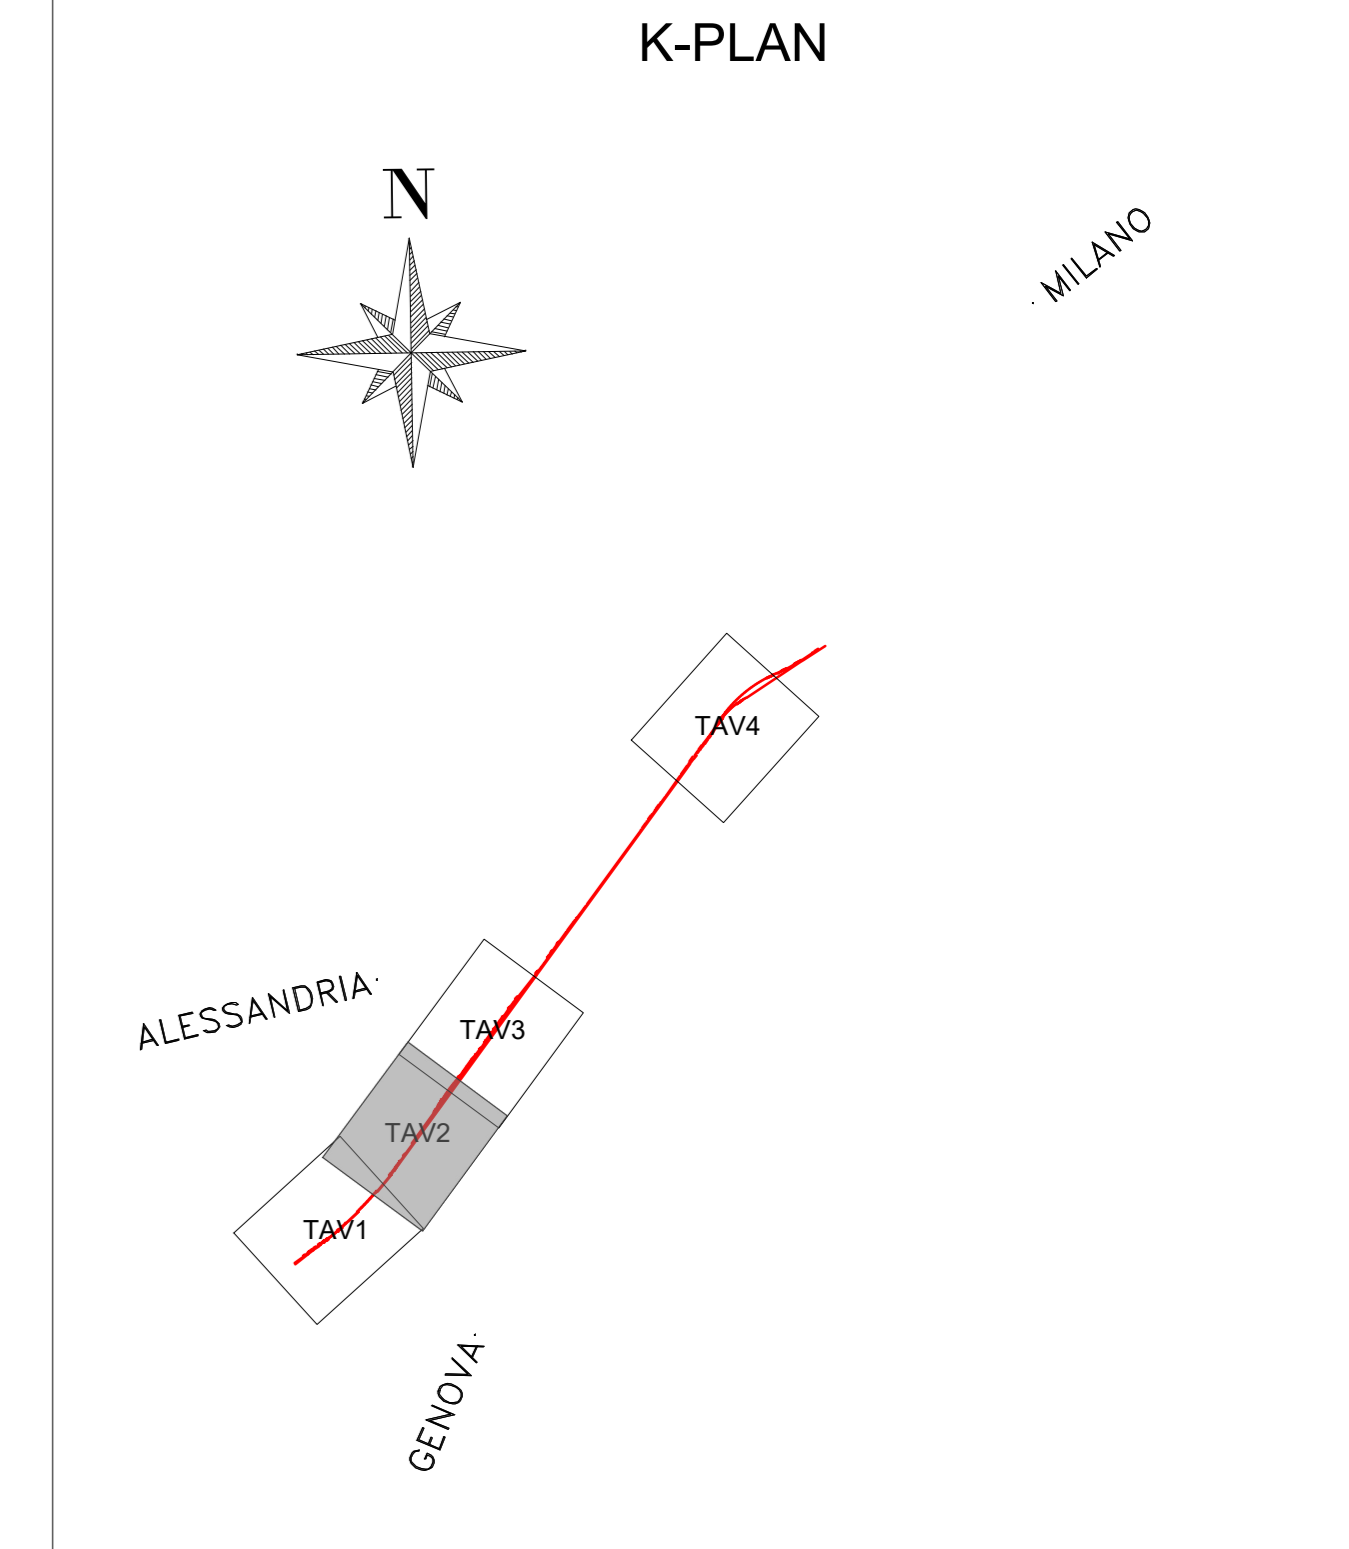 K-PLAN
N
MILANO
TAV4
ALESSANDRIA
TAV3
TAV2
TAV1
GENOVA